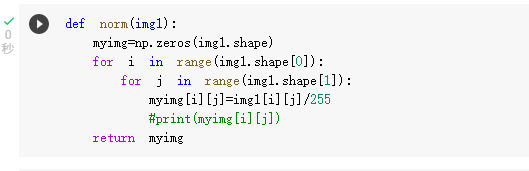 def norm(img1):
    myimg=np.zeros(img1.shape)
    for i in range(img1.shape[0]):
        for j in range(img1.shape[1]):
            myimg[i][j]=img1[i][j]/255
            #print(myimg[i][j])
    return myimg
0
秒